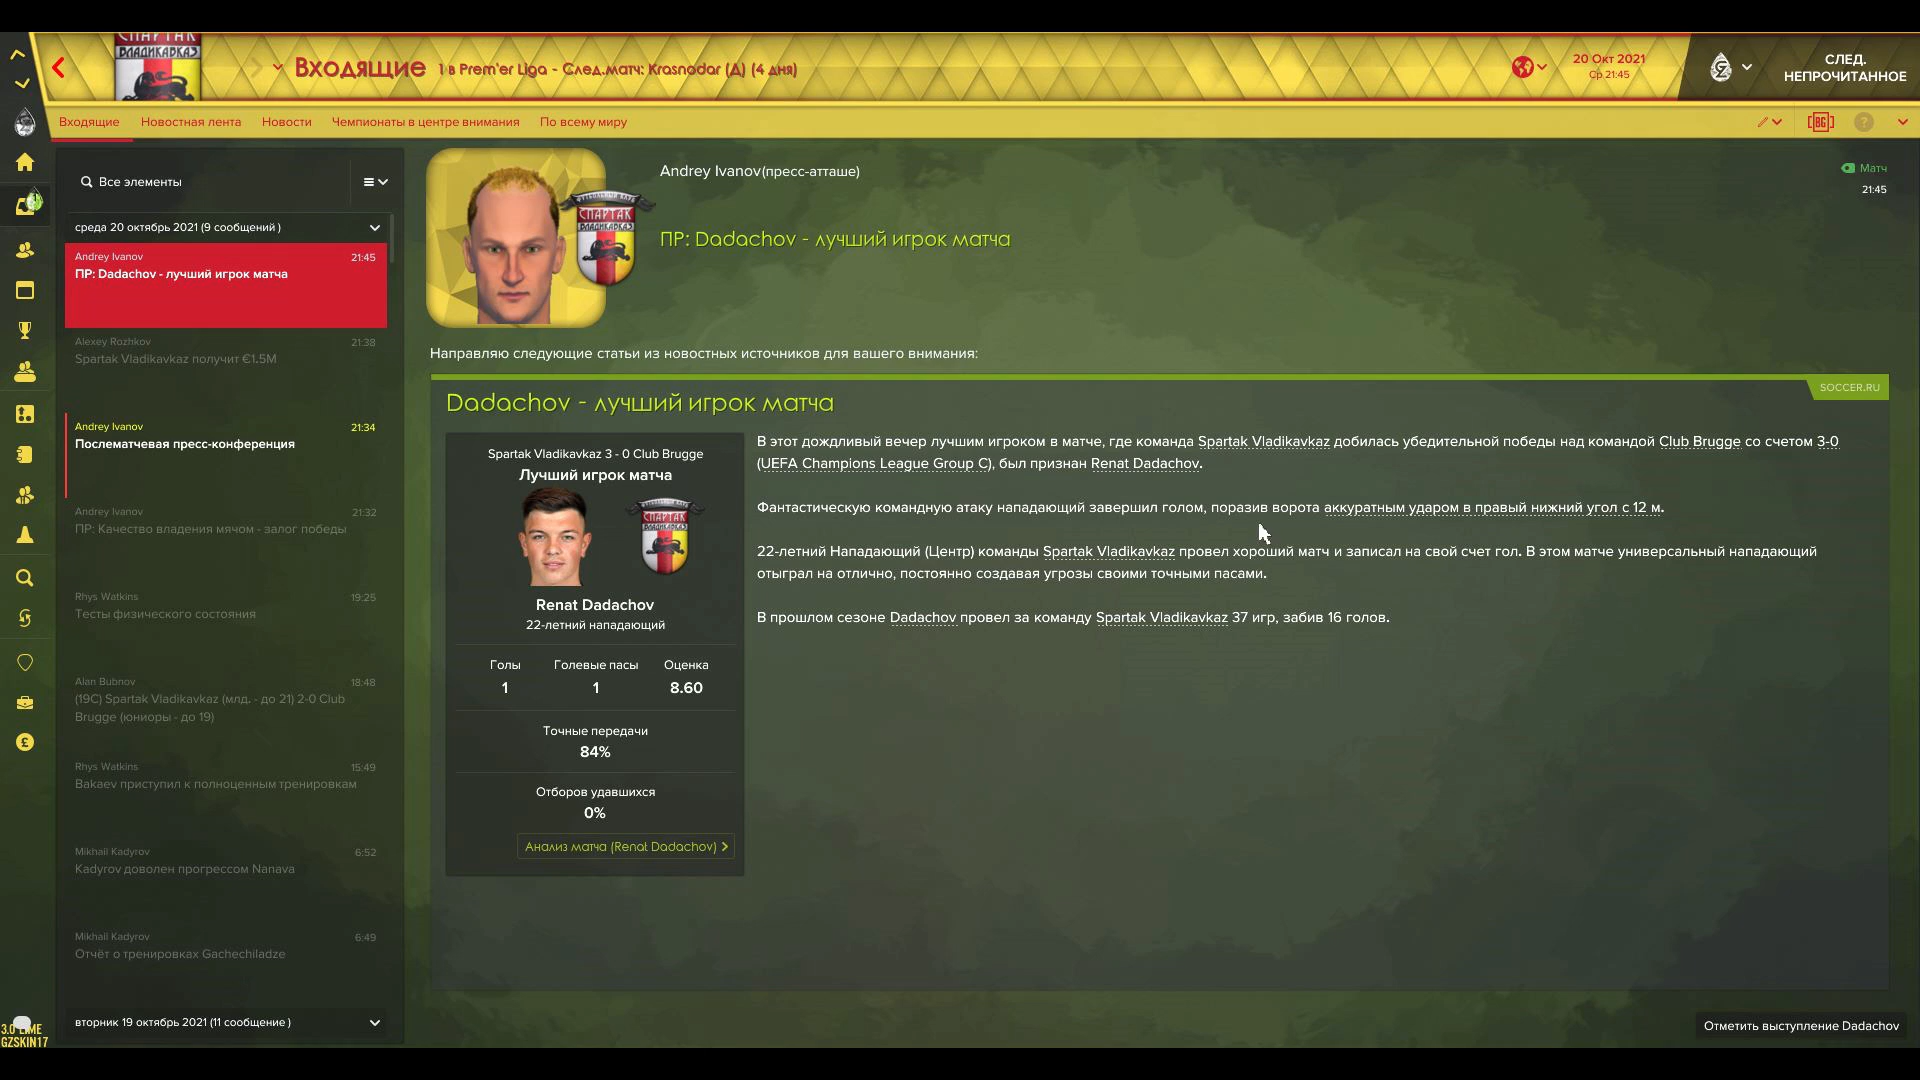 СПАРТАК
ВЛАДИКАВКАЗ
Входящие 1 в Prem'er Liga - След.матч: Krasnodar (Д) (4 дня)
20 Окт 2021
Ср 21:45
СЛЕД.
НЕПРОЧИТАННОЕ
Входящие Новостная лента Новости Чемпионаты в центре внимания По всему миру
BG
?
Все элементы
среда 20 октябрь 2021 (9 сообщений )
Andrey Ivanov 21:45
ПР: Dadachov - лучший игрок матча
Alexey Rozhkov 21:38
Spartak Vladikavkaz получит €1.5M
Andrey Ivanov 21:34
Послематчевая пресс-конференция
Andrey Ivanov 21:32
ПР: Качество владения мячом - залог победы
Rhys Watkins 19:25
Тесты физического состояния
Alan Bubnov 18:48
(19С) Spartak Vladikavkaz (млд. - до 21) 2-0 Club
Brugge (юниоры - до 19)
Rhys Watkins 15:49
Bakaev приступил к полноценным тренировкам
Mikhail Kadyrov 6:52
Kadyrov доволен прогрессом Nanava
Mikhail Kadyrov 6:49
Отчёт о тренировках Gachechiladze
вторник 19 октябрь 2021 (11 сообщение )
3.0 LIME
GZSKIN17
Andrey Ivanov(пресс-атташе)
Матч
21:45
СПАРТАК
ВЛАДИКАВКАЗ
ПР: Dadachov - лучший игрок матча
Направляю следующие статьи из новостных источников для вашего внимания:
SOCCER.RU
Dadachov - лучший игрок матча
Spartak Vladikavkaz 3 - 0 Club Brugge
Лучший игрок матча
СПАРТАК
Renat Dadachov
22-летний нападающий
Голы Голевые пасы Оценка
1 1 8.60
Точные передачи
84%
Отборов удавшихся
0%
Анализ матча (Renat Dadachov)
В этот дождливый вечер лучшим игроком в матче, где команда Spartak Vladikavkaz добилась убедительной победы над командой Club Brugge со счетом 3-0
(UEFA Champions League Group C), был признан Renat Dadachov.
Фантастическую командную атаку нападающий завершил голом, поразив ворота аккуратным ударом в правый нижний угол с 12 м.
22-летний Нападающий (Центр) команды Spartak Vladikavkaz провел хороший матч и записал на свой счет гол. В этом матче универсальный нападающий
отыграл на отлично, постоянно создавая угрозы своими точными пасами.
В прошлом сезоне Dadachov провел за команду Spartak Vladikavkaz 37 игр, забив 16 голов.
Отметить выступление Dadachov